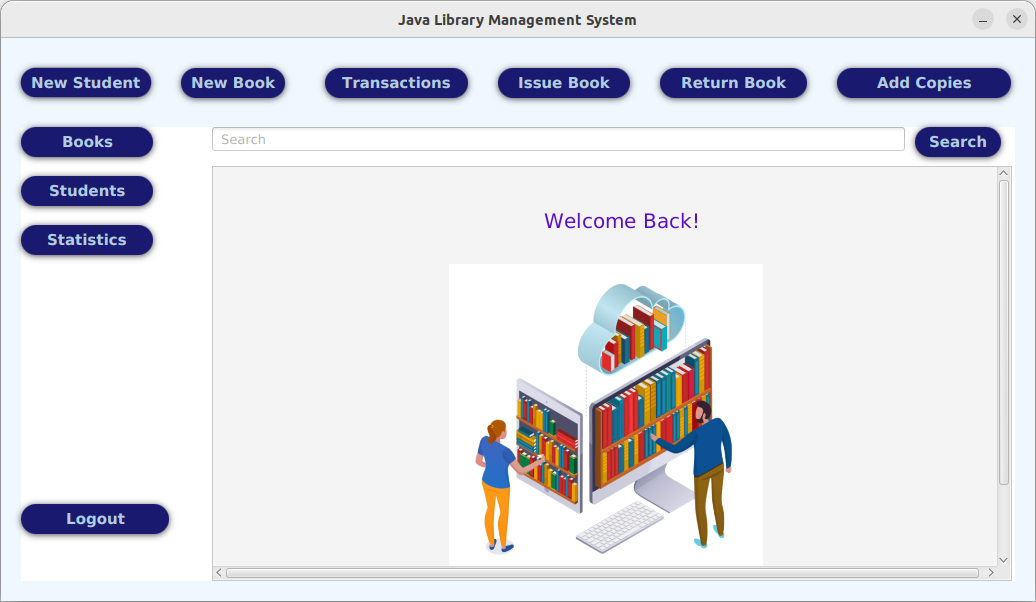 Java Library Management System
New Student New Book Transactions Issue Book Return Book Add Copies
Books Search Search
Students
Welcome Back!
Statistics
Logout